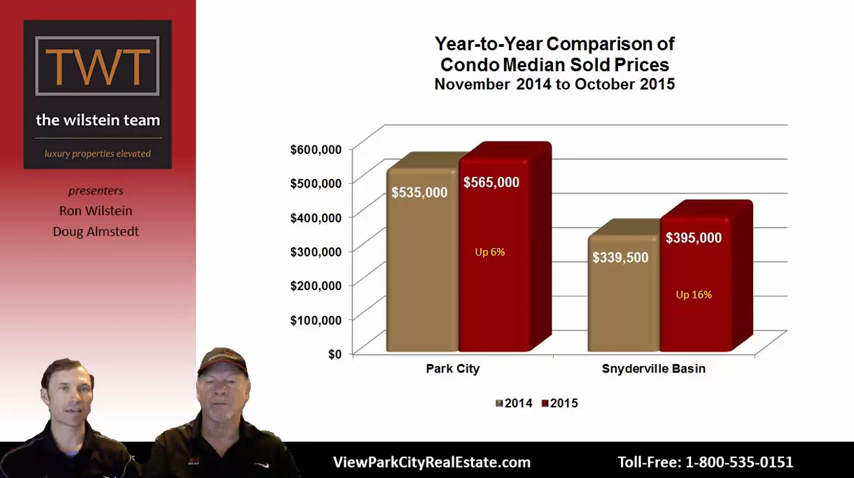 TWT
the wilstein team
luxury properties elevated
presenters
Ron Wilstein
Doug Almstedt
Year-to-Year Comparison of
Condo Median Sold Prices
November 2014 to October 2015
$600,000
$500,000
$400,000
$300,000
$200,000
$100,000
$0
$535,000
$565,000
Up 6%
$339,500
$395,000
Up 16%
Park City
Snyderville Basin
2014
2015
ViewParkCityRealEstate.com
Toll-Free: 1-800-535-0151